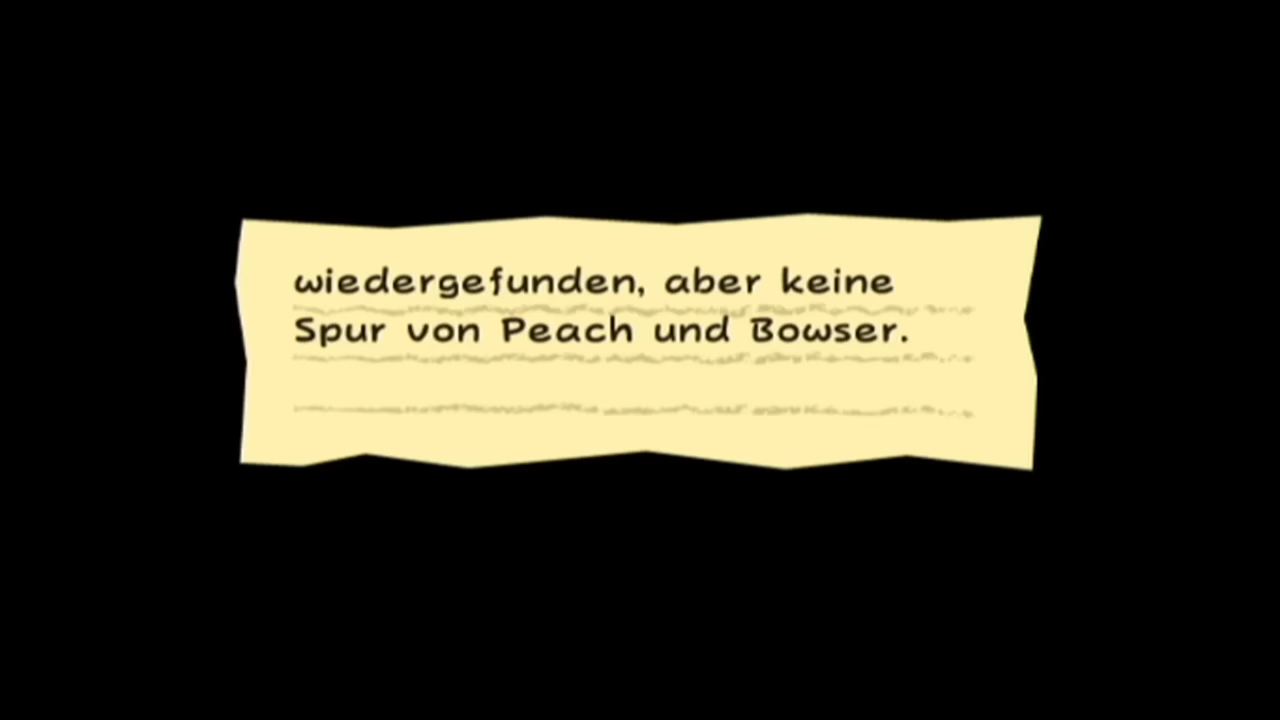 wiedergefunden, aber keine
Spur von Peach und Bowser.